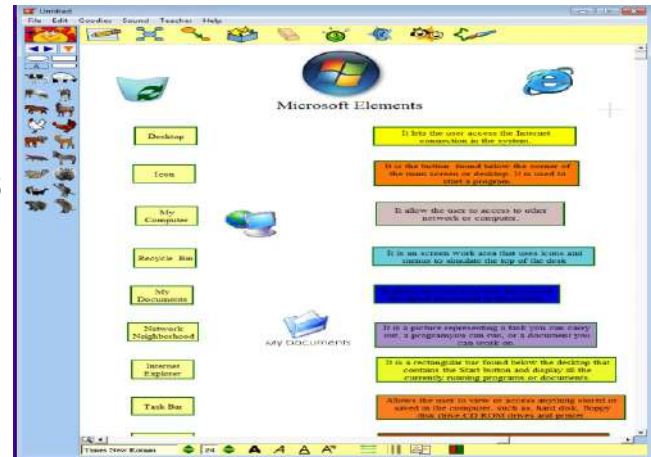 Untitled
File Edit Goodies Sound Teacher Help
Microsoft Elements
Desktop
It lets the user access the Internet
connection in the system.
Icon
It is the button found below the corner of
the main screen or desktop. It is used to
start a program.
My
Computer
It allow the user to access to other
network or computer.
Recycle Bin
It is an screen work area that uses icons and
menus to simulate the top of the desk
My
Documents
Network
Neighborhood
My Documents
It is a picture representing a task you can carry
out, a program you can run, or a document you
can work on.
Internet
Explorer
It is a rectangular bar found below the desktop that
contains the Start button and display all the
currently running programs or documents.
Task Bar
Allows the user to view or access anything stored or
saved in the computer, such as, hard disk, floppy
disk drive CD ROM drives and printer
Times New Roman 24 A A A A